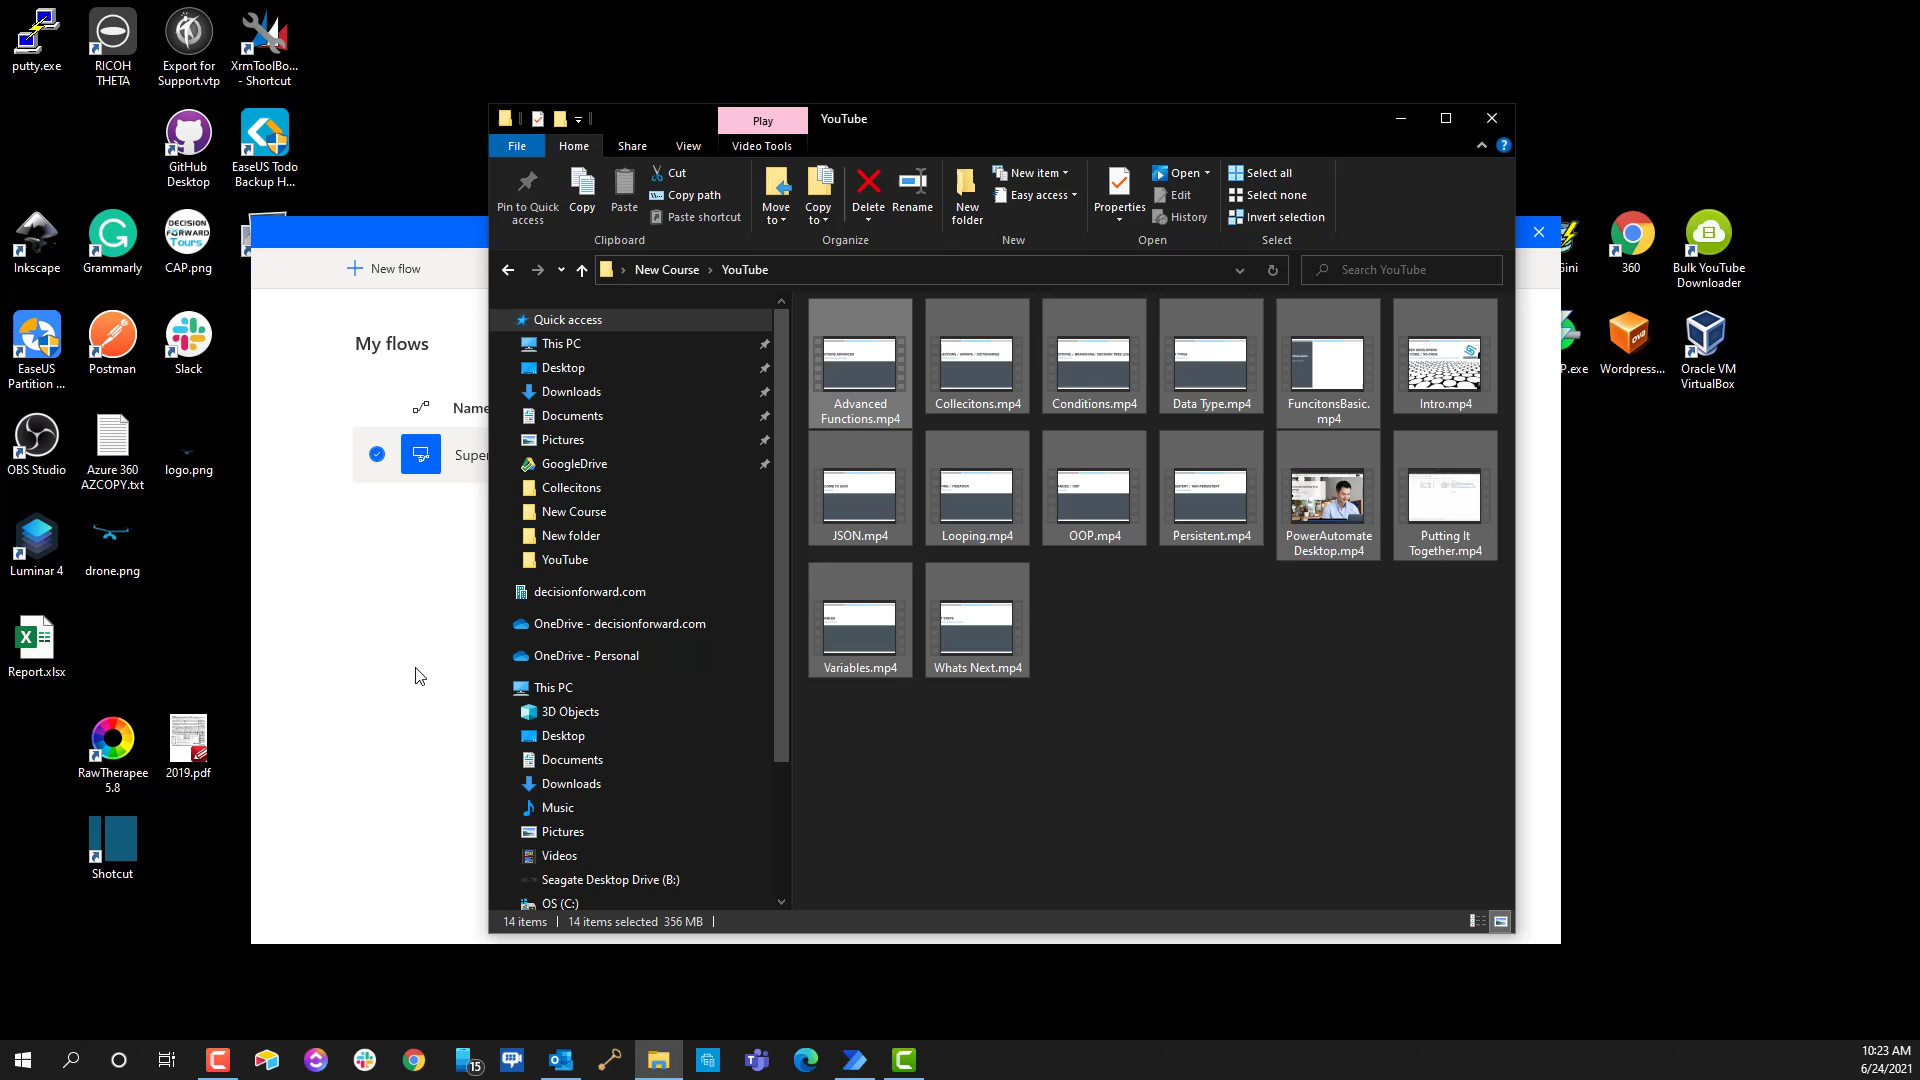 putty.exe
RICOH
THETA
Export for
Support.vtp
XrmToolBo...
- Shortcut
GitHub
Desktop
EaseUS Todo
Backup H...
Inkscape
Grammarly
DECISION
FORWARD
Tours
CAP.png
EaseUS
Partition ...
Postman
Slack
OBS Studio
Azure 360
AZCOPY.txt
logo.png
Luminar 4
drone.png
Report.xlsx
RawTherapee
5.8
2019.pdf
Shotcut
New flow
My flows
Name
Super
Play
YouTube
File
Home
Share
View
Video Tools
Pin to Quick
access
Copy
Paste
Cut
Copy path
Paste shortcut
Clipboard
Move
to
Copy
to
Delete
Rename
Organize
New
folder
New item
Easy access
New
Properties
Open
Edit
History
Open
Select all
Select none
Invert selection
Select
New Course › YouTube
Search YouTube
Quick access
This PC
Desktop
Downloads
Documents
Pictures
GoogleDrive
Collecitons
New Course
New folder
YouTube
decisionforward.com
OneDrive - decisionforward.com
OneDrive - Personal
This PC
3D Objects
Desktop
Documents
Downloads
Music
Pictures
Videos
Seagate Desktop Drive (B:)
OS (C:)
Advanced
Functions.mp4
Collecitons.mp4
Conditions.mp4
Data Type.mp4
FuncitonsBasic.
mp4
Intro.mp4
JSON.mp4
Looping.mp4
OOP.mp4
Persistent.mp4
PowerAutomate
Desktop.mp4
Putting It
Together.mp4
Variables.mp4
Whats Next.mp4
14 items
14 items selected 356 MB
360
Bulk YouTube
Downloader
P.exe
Wordpress...
Oracle VM
VirtualBox
15
10:23 AM
6/24/2021